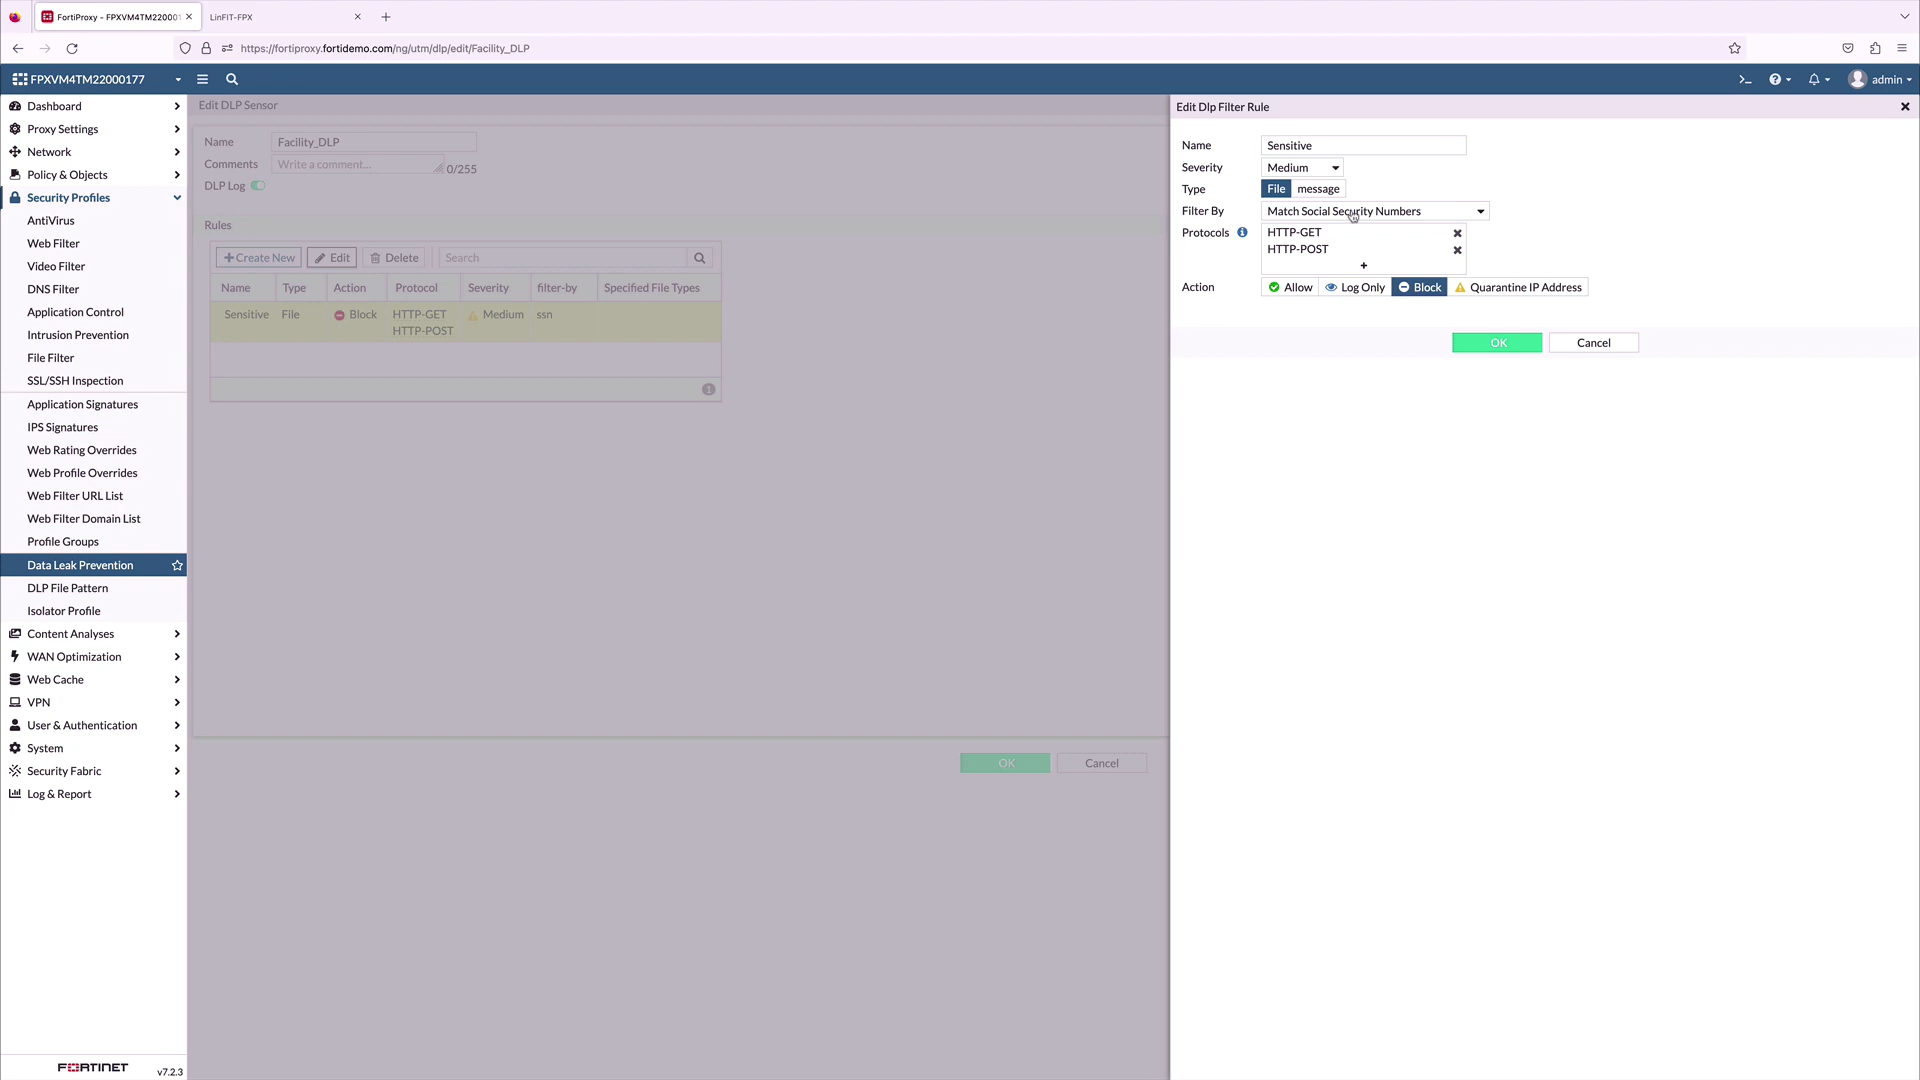 FortiProxy - FPXVM4TM220001
LinFIT-FPX
https://fortiproxy.fortidemo.com/ng/utm/dlp/edit/Facility_DLP
FPXVM4TM22000177
admin
Dashboard
Proxy Settings
Network
Policy & Objects
Security Profiles
AntiVirus
Web Filter
Video Filter
DNS Filter
Application Control
Intrusion Prevention
File Filter
SSL/SSH Inspection
Application Signatures
IPS Signatures
Web Rating Overrides
Web Profile Overrides
Web Filter URL List
Web Filter Domain List
Profile Groups
Data Leak Prevention
DLP File Pattern
Isolator Profile
Content Analyses
WAN Optimization
Web Cache
VPN
User & Authentication
System
Security Fabric
Log & Report
FORTINET v7.2.3
Edit DLP Sensor
Name Facility_DLP
Comments Write a comment... 0/255
DLP Log
Rules
+Create New Edit Delete Search
Name Type Action Protocol Severity filter-by Specified File Types
Sensitive File Block HTTP-GET Medium ssn
HTTP-POST
1
OK Cancel
Edit Dlp Filter Rule
Name Sensitive
Severity Medium
Type File message
Filter By Match Social Security Numbers
Protocols HTTP-GET
HTTP-POST
+
Action Allow Log Only Block Quarantine IP Address
OK Cancel